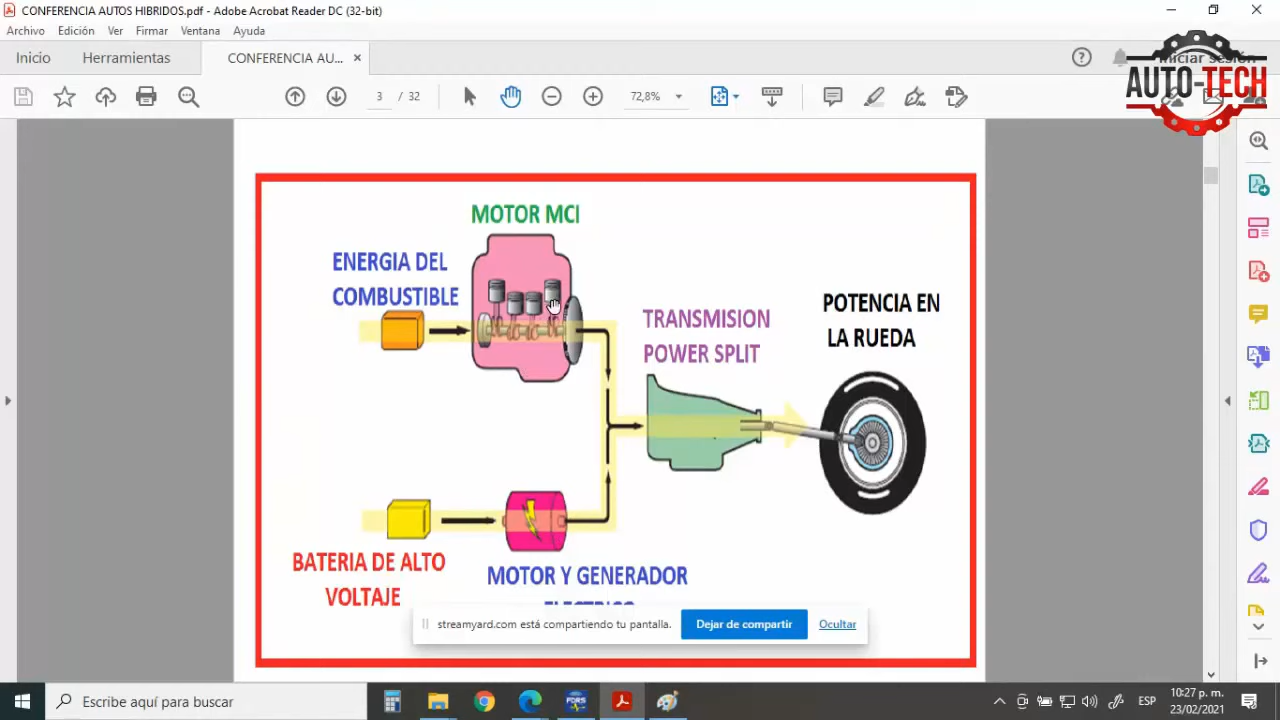 CONFERENCIA AUTOS HIBRIDOS.pdf - Adobe Acrobat Reader DC (32-bit)
Archivo Edición Ver Firmar Ventana Ayuda
Inicio Herramientas CONFERENCIA AU...
Iniciar sesión
AUTO-TECH
3 / 32 72,8%
MOTOR MCI
ENERGIA DEL
COMBUSTIBLE
TRANSMISION
POWER SPLIT
POTENCIA EN
LA RUEDA
BATERIA DE ALTO
VOLTAJE
MOTOR Y GENERADOR
streamyard.com está compartiendo tu pantalla. Dejar de compartir Ocultar
Escribe aquí para buscar
FDRS
ESP
10:27 p. m.
23/02/2021